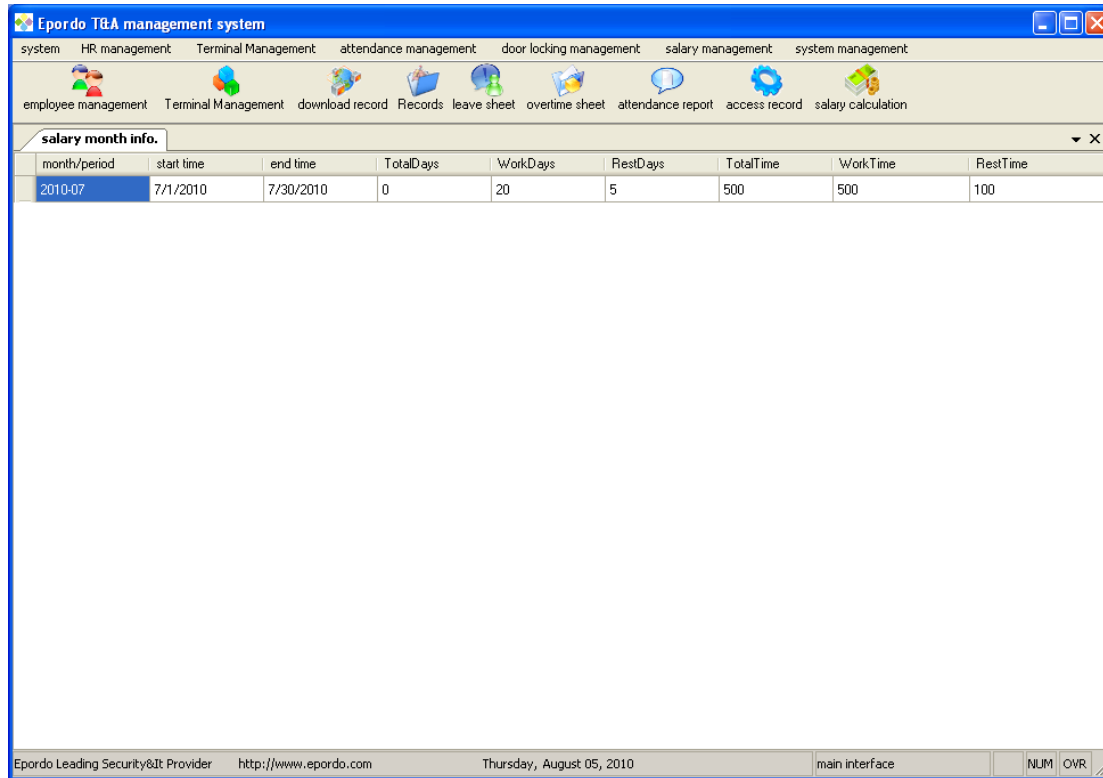 Epordo T&A management system
system HR management Terminal Management attendance management door locking management salary management system management
employee management Terminal Management download record Records leave sheet overtime sheet attendance report access record salary calculation
salary month info.
month/period start time end time TotalDays WorkDays RestDays TotalTime WorkTime RestTime
2010-07 7/1/2010 7/30/2010 0 20 5 500 500 100
Epordo Leading Security&It Provider http://www.epordo.com Thursday, August 05, 2010 main interface NUM OVR